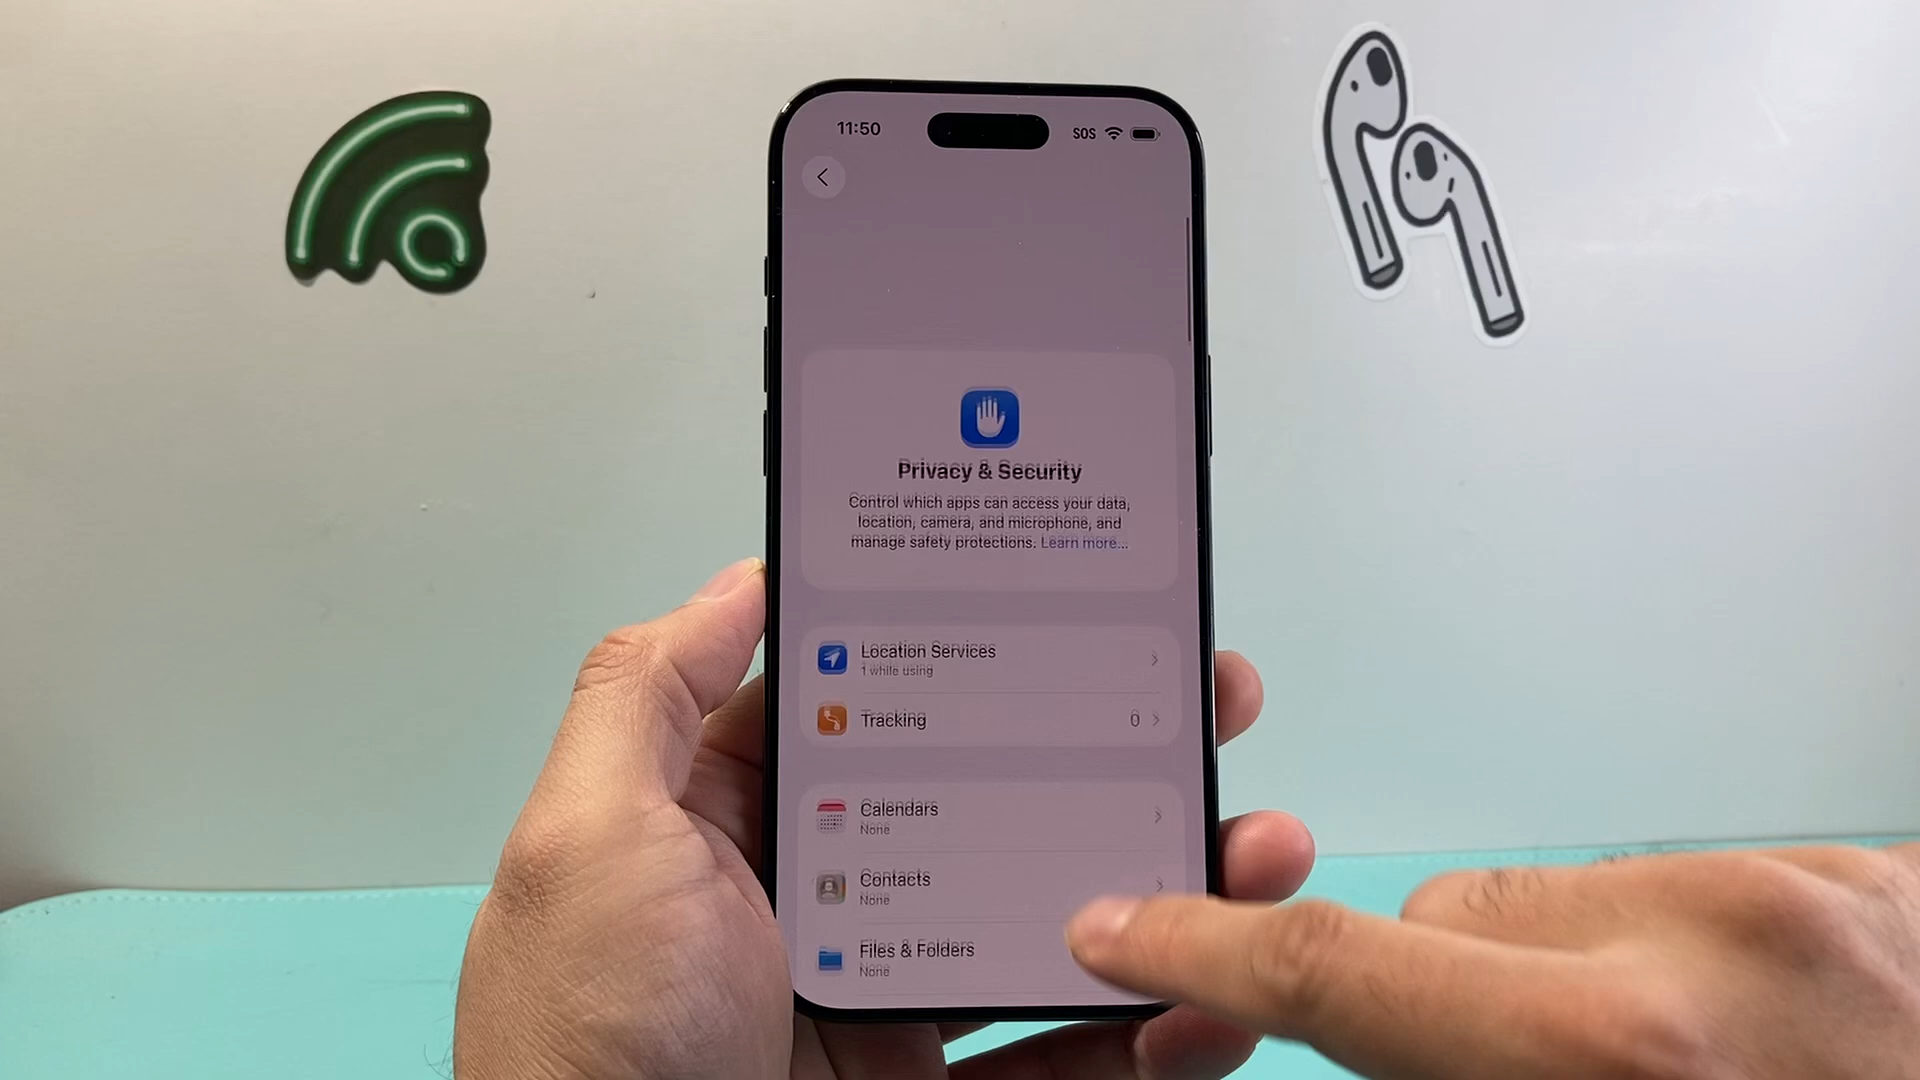 11:50
SOS
Privacy & Security
Control which apps can access your data,
location, camera, and microphone, and
manage safety protections. Learn more...
Location Services
1 while using
Tracking
0
Calendars
None
Contacts
None
Files & Folders
None